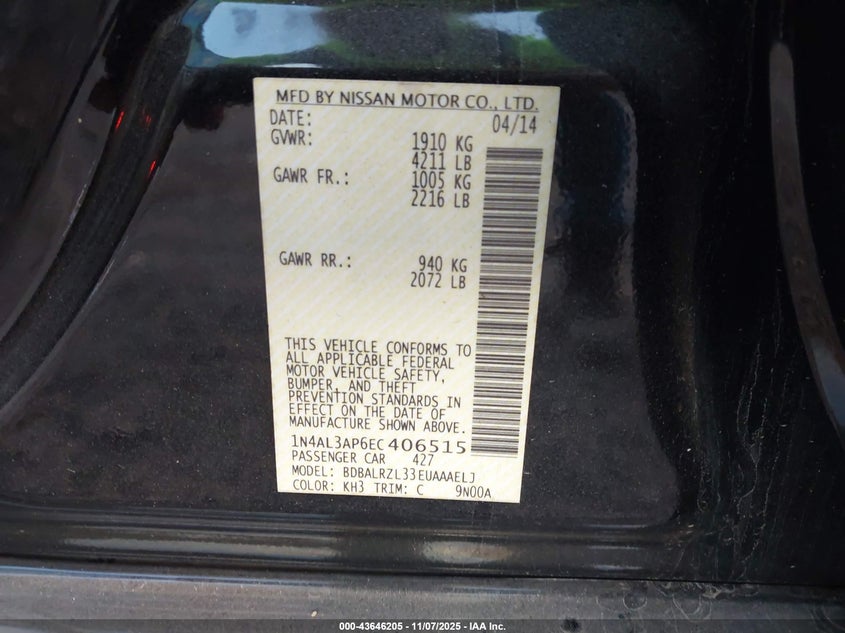 MFD BY NISSAN MOTOR CO., LTD.
DATE: 04/14
GVWR: 1910 KG
4211 LB
GAWR FR.: 1005 KG
2216 LB
GAWR RR.: 940 KG
2072 LB
THIS VEHICLE CONFORMS TO
ALL APPLICABLE FEDERAL
MOTOR VEHICLE SAFETY,
BUMPER, AND THEFT
PREVENTION STANDARDS IN
EFFECT ON THE DATE OF
MANUFACTURE SHOWN ABOVE.
1N4AL3AP6EC406515
PASSENGER CAR 427
MODEL: BDBALRZL33EUAAAELJ
COLOR: KH3 TRIM: C 9N00A
000-43646205 - 11/07/2025 - IAA Inc.